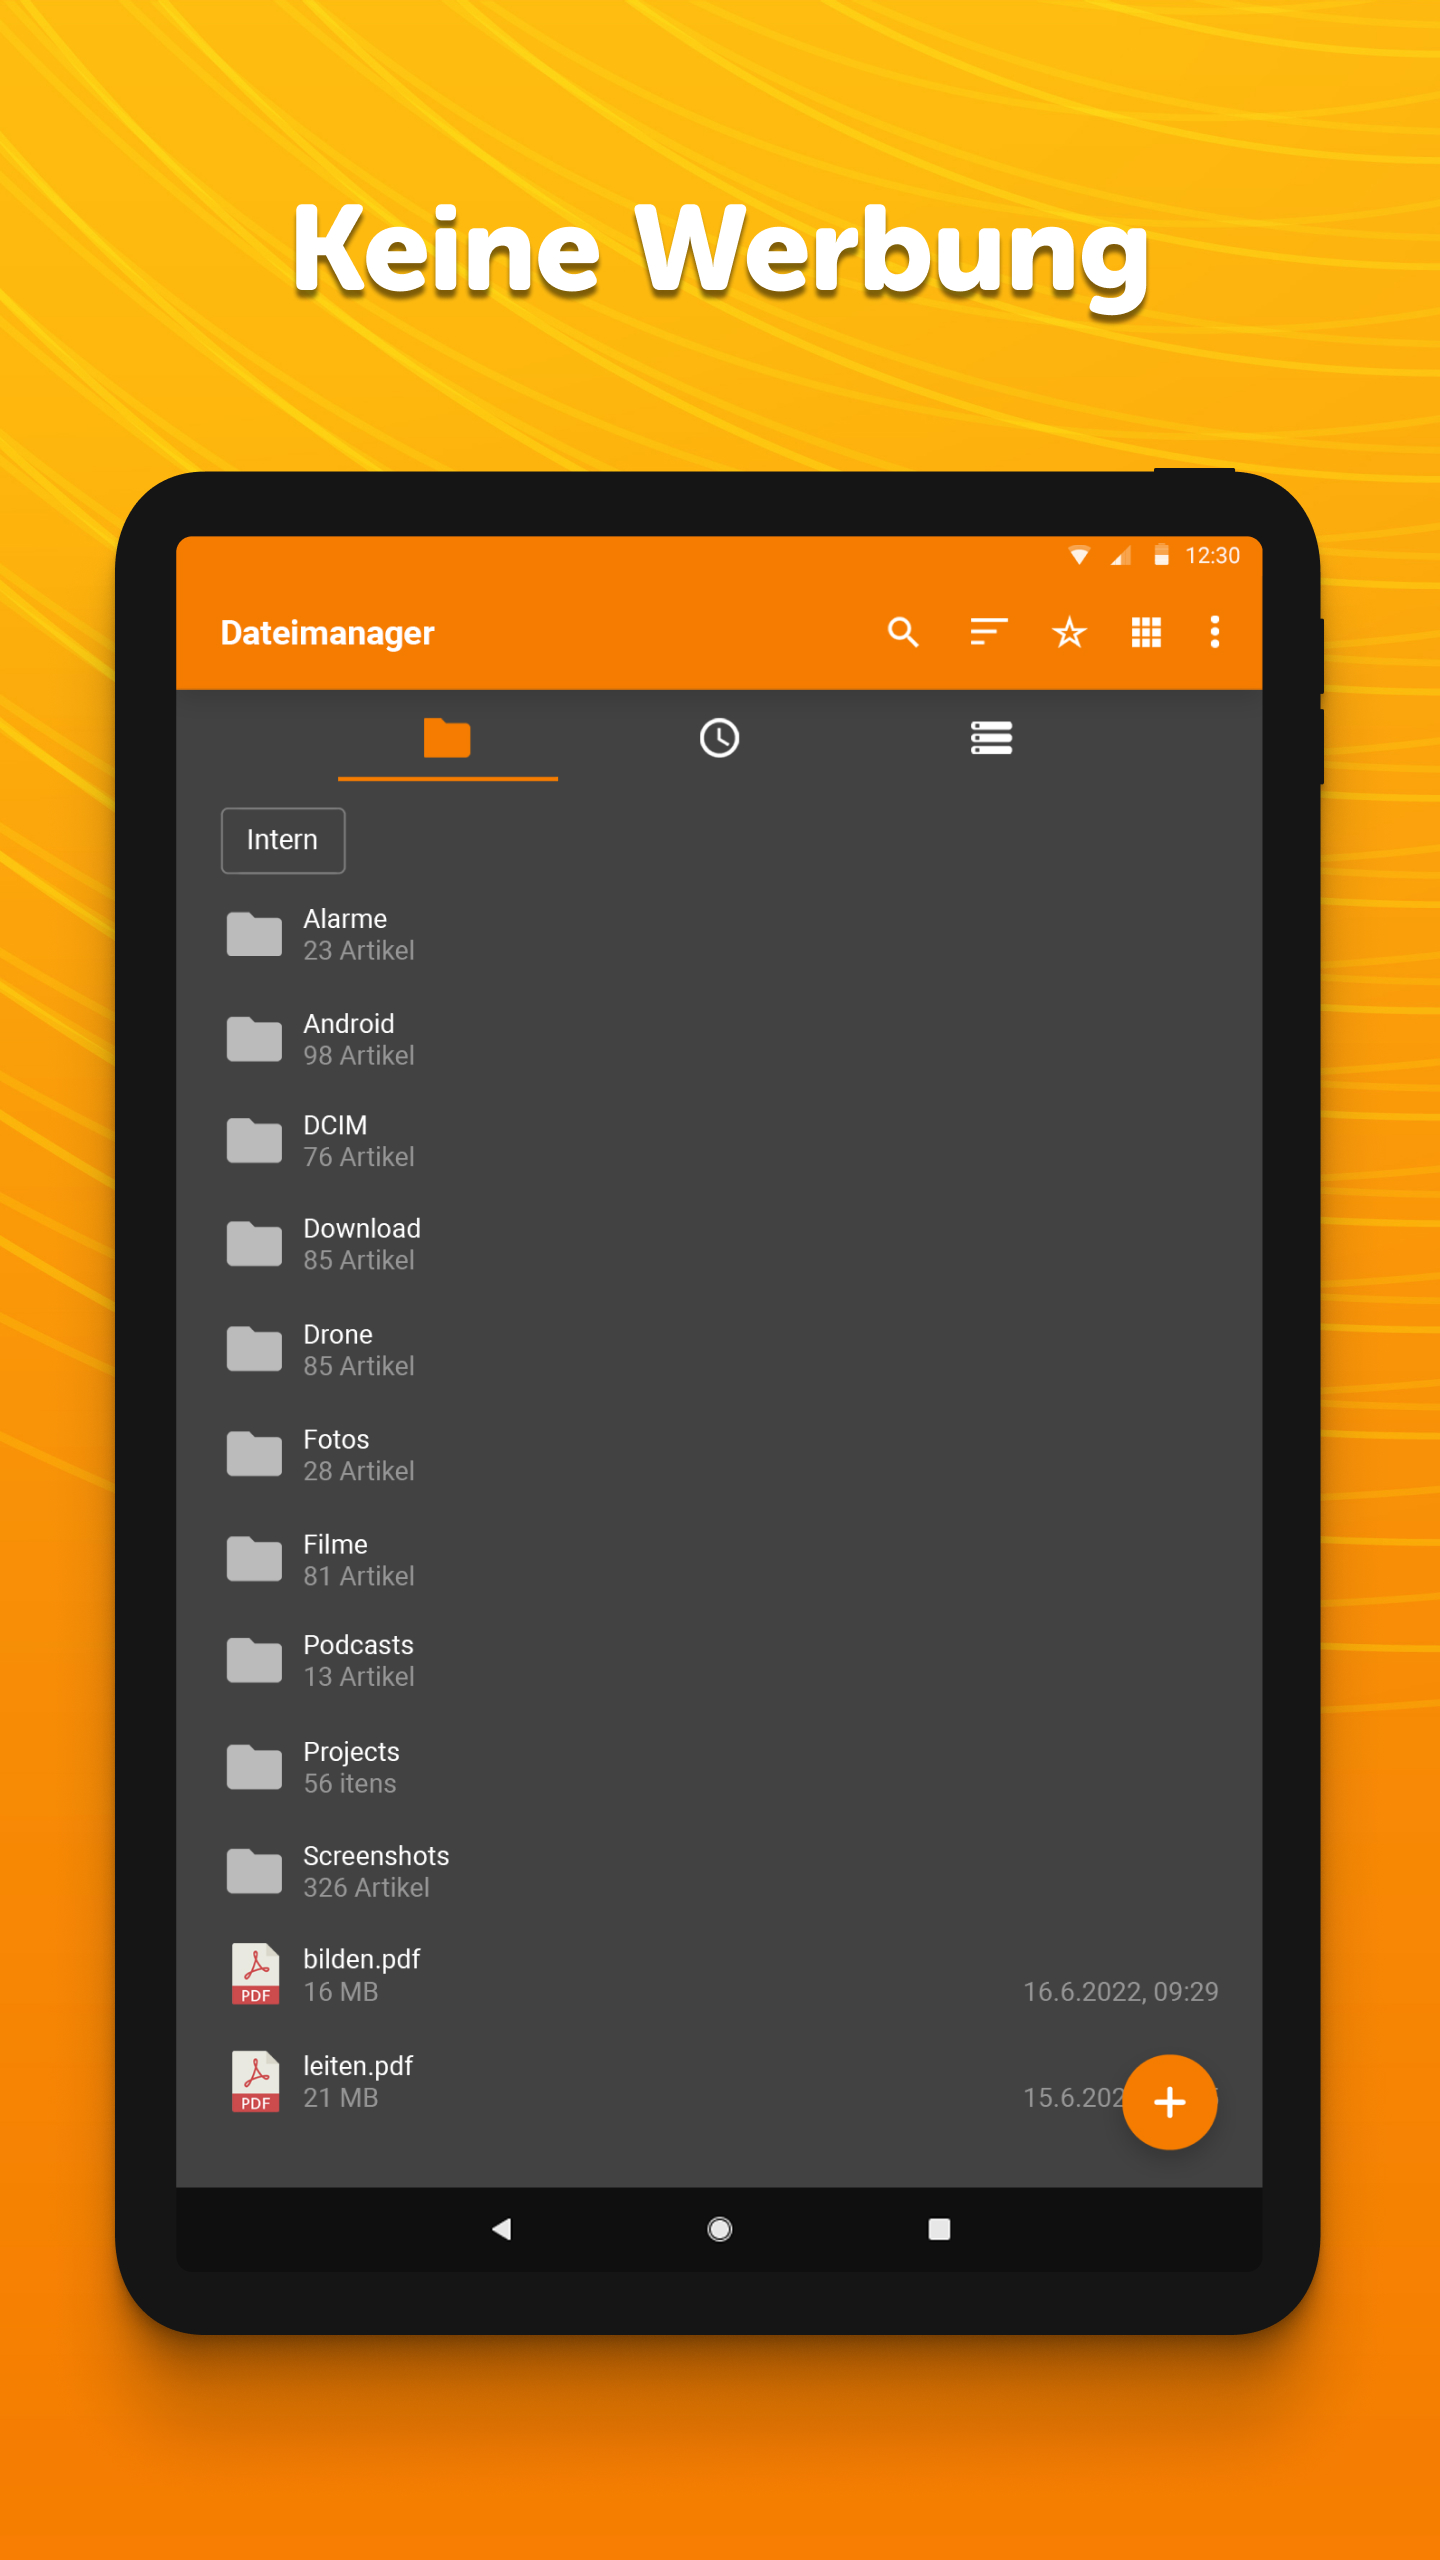 Keine Werbung
12:30
Dateimanager
Intern
Alarme
23 Artikel
Android
98 Artikel
DCIM
76 Artikel
Download
85 Artikel
Drone
85 Artikel
Fotos
28 Artikel
Filme
81 Artikel
Podcasts
13 Artikel
Projects
56 itens
Screenshots
326 Artikel
bilden.pdf
16 MB 16.6.2022, 09:29
PDF
leiten.pdf
21 MB 15.6.202
PDF